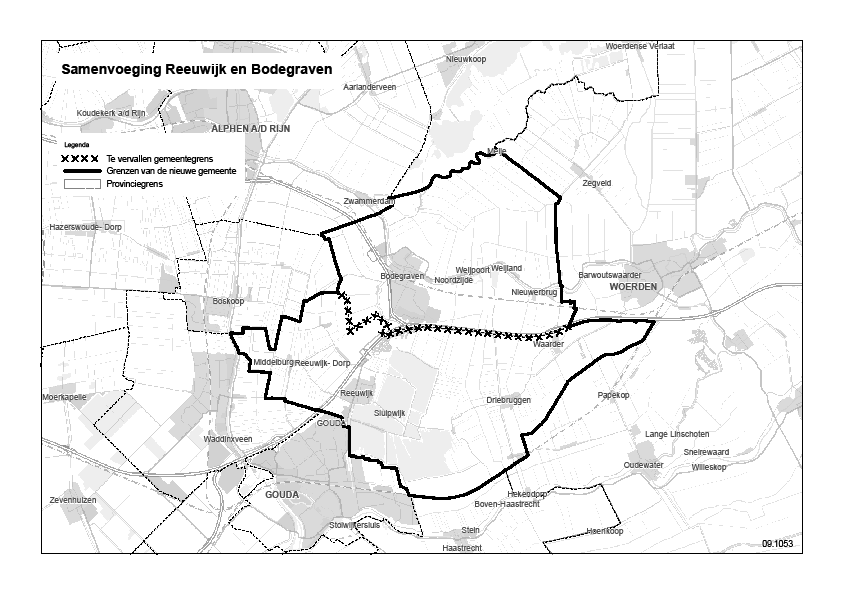 Samenvoeging Reeuwijk en Bodegraven
Woerdense Verlaat
Nieuwkoop
Aarlanderveen
Koudekerk a/d Rijn
ALPHEN A/D RIJN
Legenda
Te vervallen gemeentegrens
Grenzen van de nieuwe gemeente
Provinciegrens
Meije
Zegveld
Zwammerdam
Hazerswoude- Dorp
Bodegraven
Weijpoort
Weijland
Noordzijde
Nieuwerbrug
Barwoutswaarder
WOERDEN
Boskoop
Waarder
Middelburg
Reeuwijk- Dorp
Moerkapelle
Reeuwijk
Sluipwijk
Driebruggen
Papekop
GOUDA
Waddinxveen
Lange Linschoten
Snelrewaard
Oudewater
Willeskop
Zevenhuizen
GOUDA
Hekendorp
Boven-Haastrecht
Stolwijkersluis
Stein
Hoenkoop
Haastrecht
09.1053